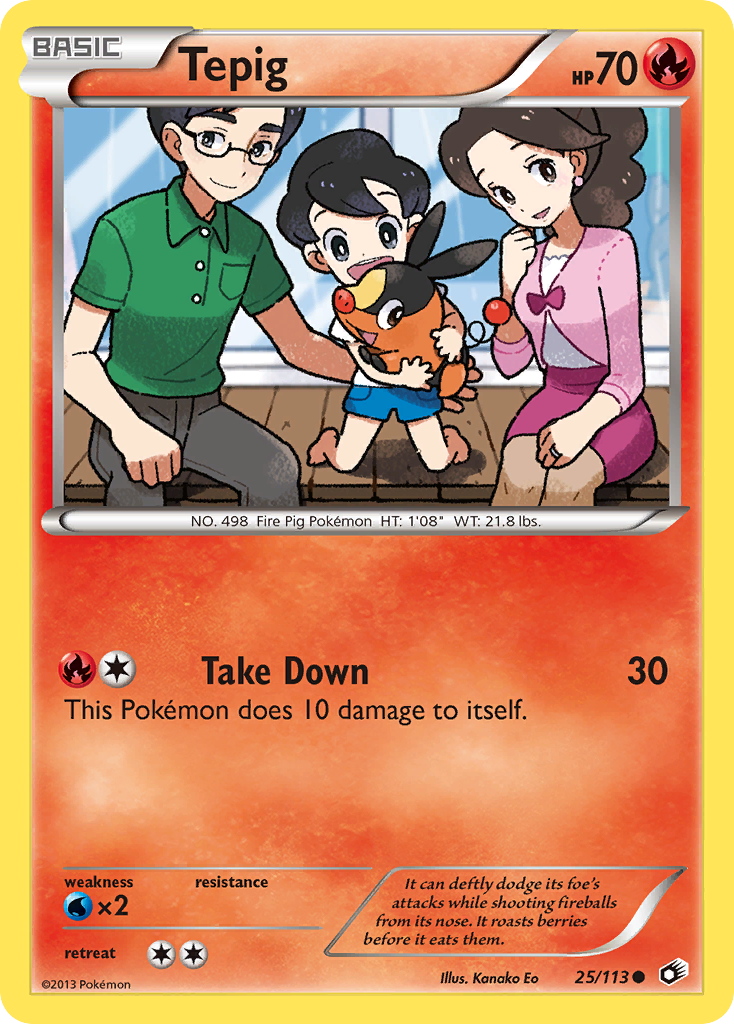 BASIC
Tepig
HP 70
NO. 498 Fire Pig Pokémon HT: 1'08" WT: 21.8 lbs.
Take Down 30
This Pokémon does 10 damage to itself.
weakness
resistance
×2
retreat
It can deftly dodge its foe's
attacks while shooting fireballs
from its nose. It roasts berries
before it eats them.
©2013 Pokémon
Illus. Kanako Eo
25/113